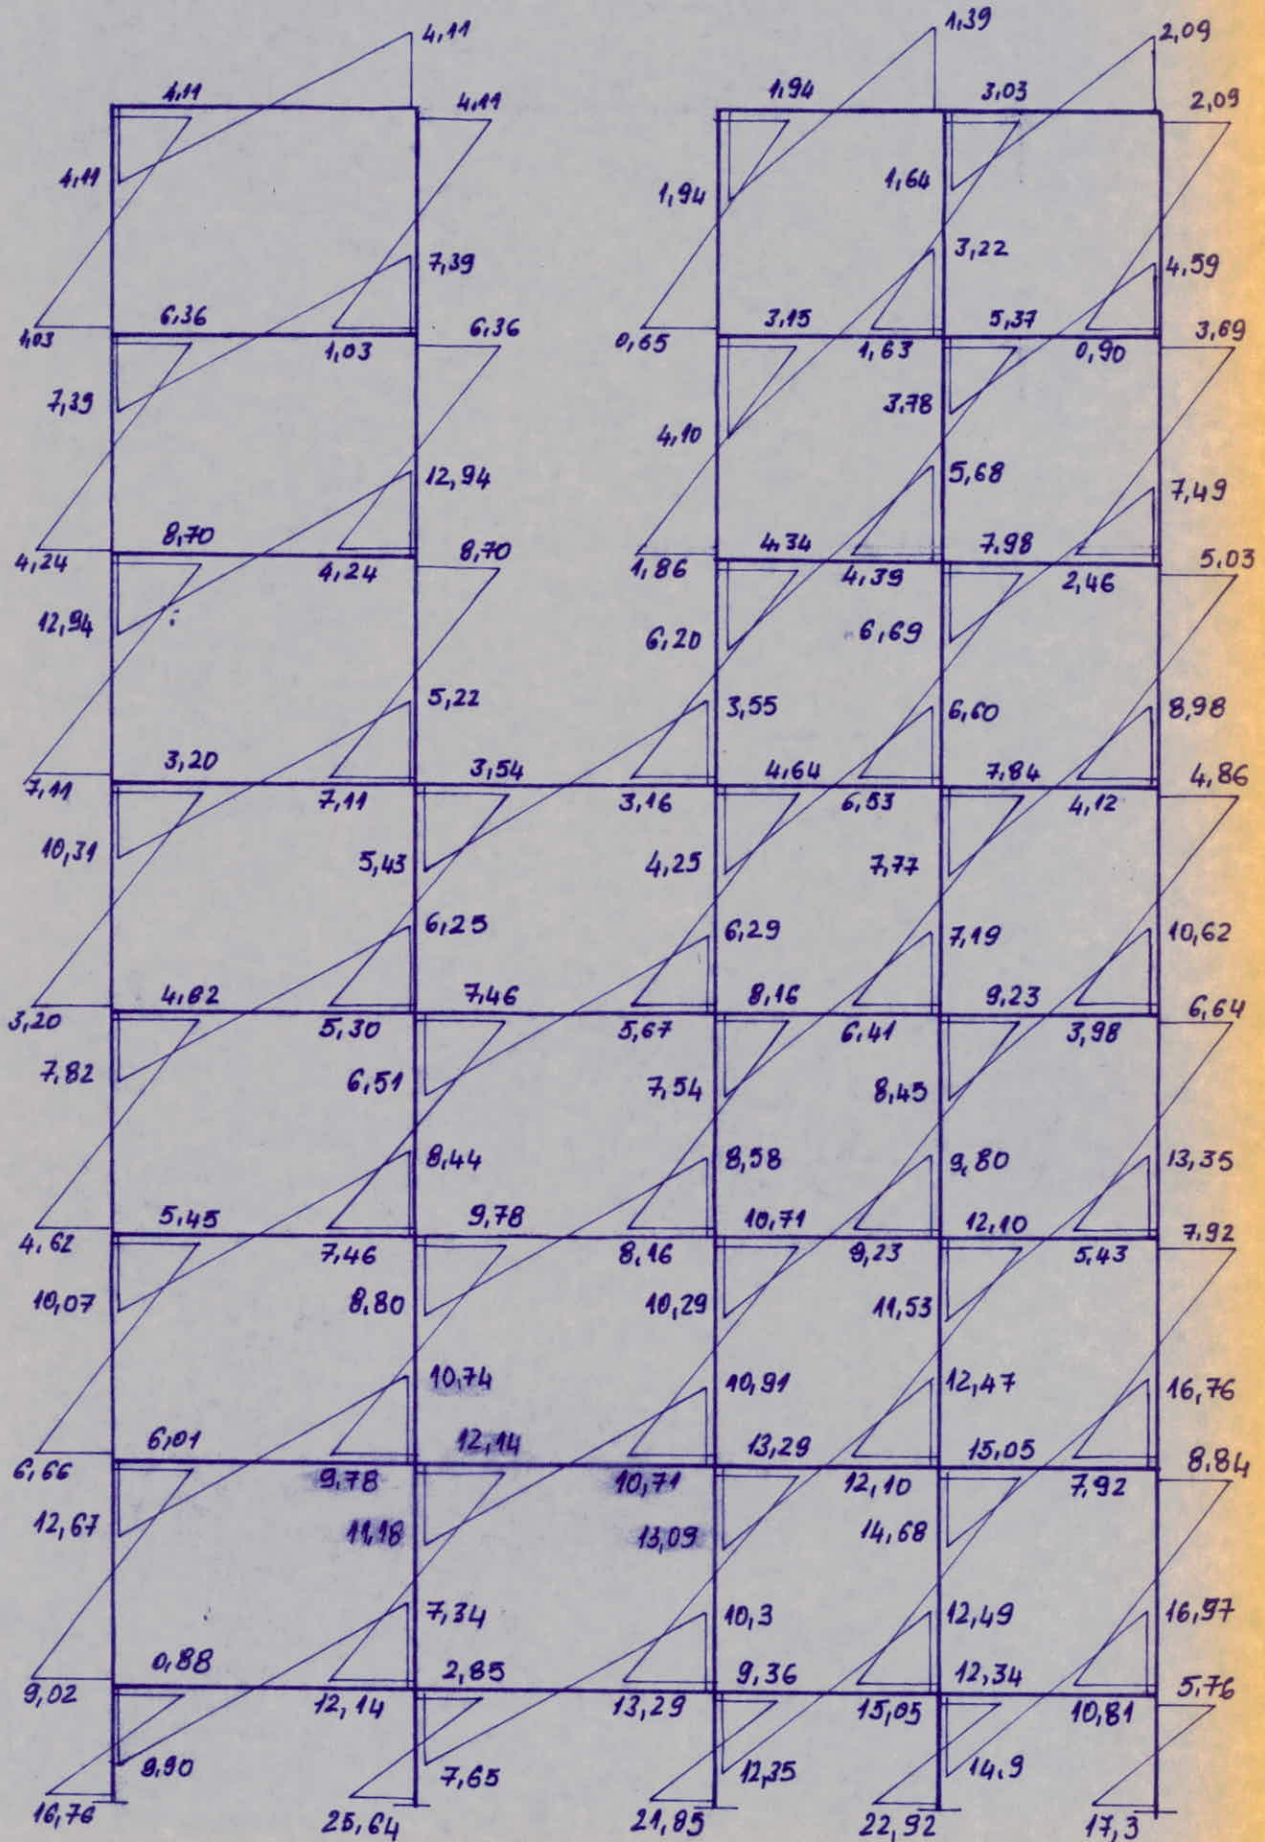 4,11 1,39 2,09
4,11 4,11 1,94 3,03 2,09
4,11 1,94 1,64
7,39 3,22 4,59
6,36 6,36 3,15 5,37 3,69
1,03 1,03 0,65 1,63 0,90
7,39 4,10 3,78
12,94 5,68 7,49
8,70 8,70 4,34 7,98 5,03
4,24 4,24 1,86 4,39 2,46
12,94 6,20 6,69
5,22 3,55 6,60 8,98
3,20 3,54 4,64 7,84 4,86
7,11 7,11 3,16 6,53 4,12
10,31 5,43 4,25 7,77
6,25 6,29 7,19 10,62
4,62 7,46 8,16 9,23 6,64
3,20 5,30 5,67 6,41 3,98
7,82 6,51 7,54 8,45
8,44 8,58 9,80 13,35
5,45 9,78 10,71 12,10 7,92
4,62 7,46 8,16 9,23 5,43
10,07 8,80 10,29 11,53
10,74 10,91 12,47 16,76
6,01 12,14 13,29 15,05 8,84
6,66 9,78 10,71 12,10 7,92
12,67 11,18 13,09 14,68
7,34 10,3 12,49 16,97
0,88 2,85 9,36 12,34 5,76
9,02 12,14 13,29 15,05 10,81
9,90 7,65 12,35 14,9
16,76 25,64 21,85 22,92 17,3